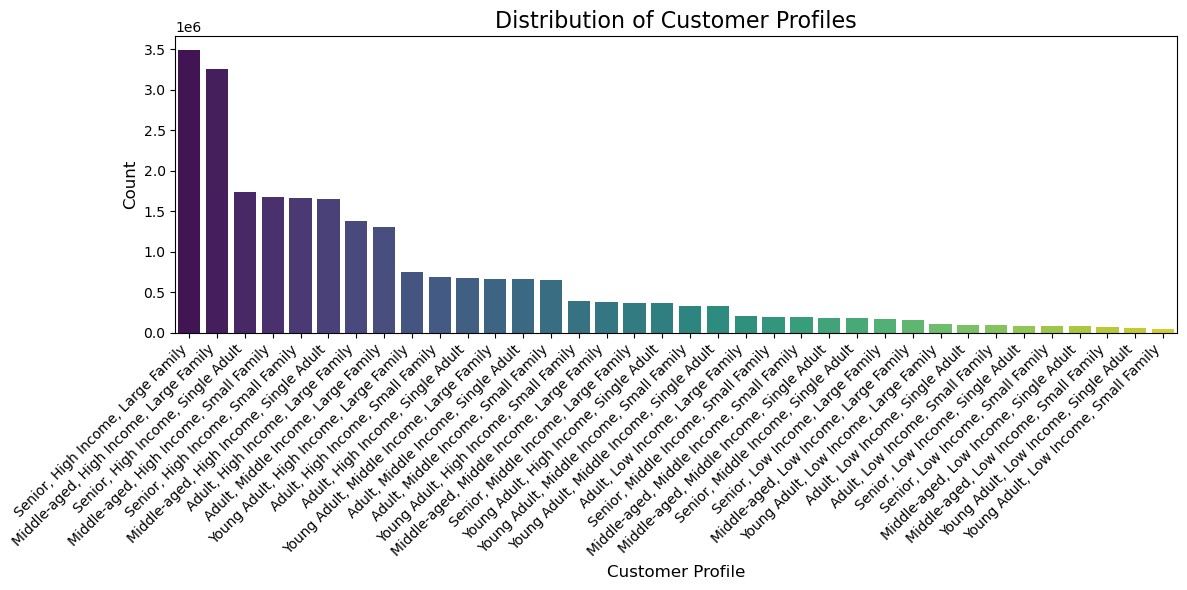 Distribution of Customer Profiles
1e6
3.5
3.0
2.5
2.0
1.5
1.0
0.5
0.0
Count
Senior, High Income, Large Family
Middle-aged, High Income, Large Family
Senior, High Income, Single Adult
Middle-aged, High Income, Small Family
Senior, High Income, Small Family
Middle-aged, High Income, Single Adult
Adult, High Income, Large Family
Adult, Middle Income, Large Family
Young Adult, High Income, Large Family
Adult, High Income, Small Family
Adult, High Income, Single Adult
Young Adult, Middle Income, Large Family
Adult, Middle Income, Single Adult
Adult, Middle Income, Small Family
Young Adult, High Income, Small Family
Middle-aged, Middle Income, Large Family
Senior, Middle Income, Large Family
Young Adult, High Income, Single Adult
Young Adult, Middle Income, Small Family
Young Adult, Middle Income, Single Adult
Adult, Low Income, Large Family
Senior, Middle Income, Small Family
Middle-aged, Middle Income, Small Family
Middle-aged, Middle Income, Single Adult
Senior, Middle Income, Single Adult
Senior, Low Income, Large Family
Middle-aged, Low Income, Large Family
Young Adult, Low Income, Large Family
Adult, Low Income, Single Adult
Adult, Low Income, Small Family
Senior, Low Income, Single Adult
Senior, Low Income, Small Family
Middle-aged, Low Income, Single Adult
Middle-aged, Low Income, Small Family
Young Adult, Low Income, Single Adult
Young Adult, Low Income, Small Family
Customer Profile